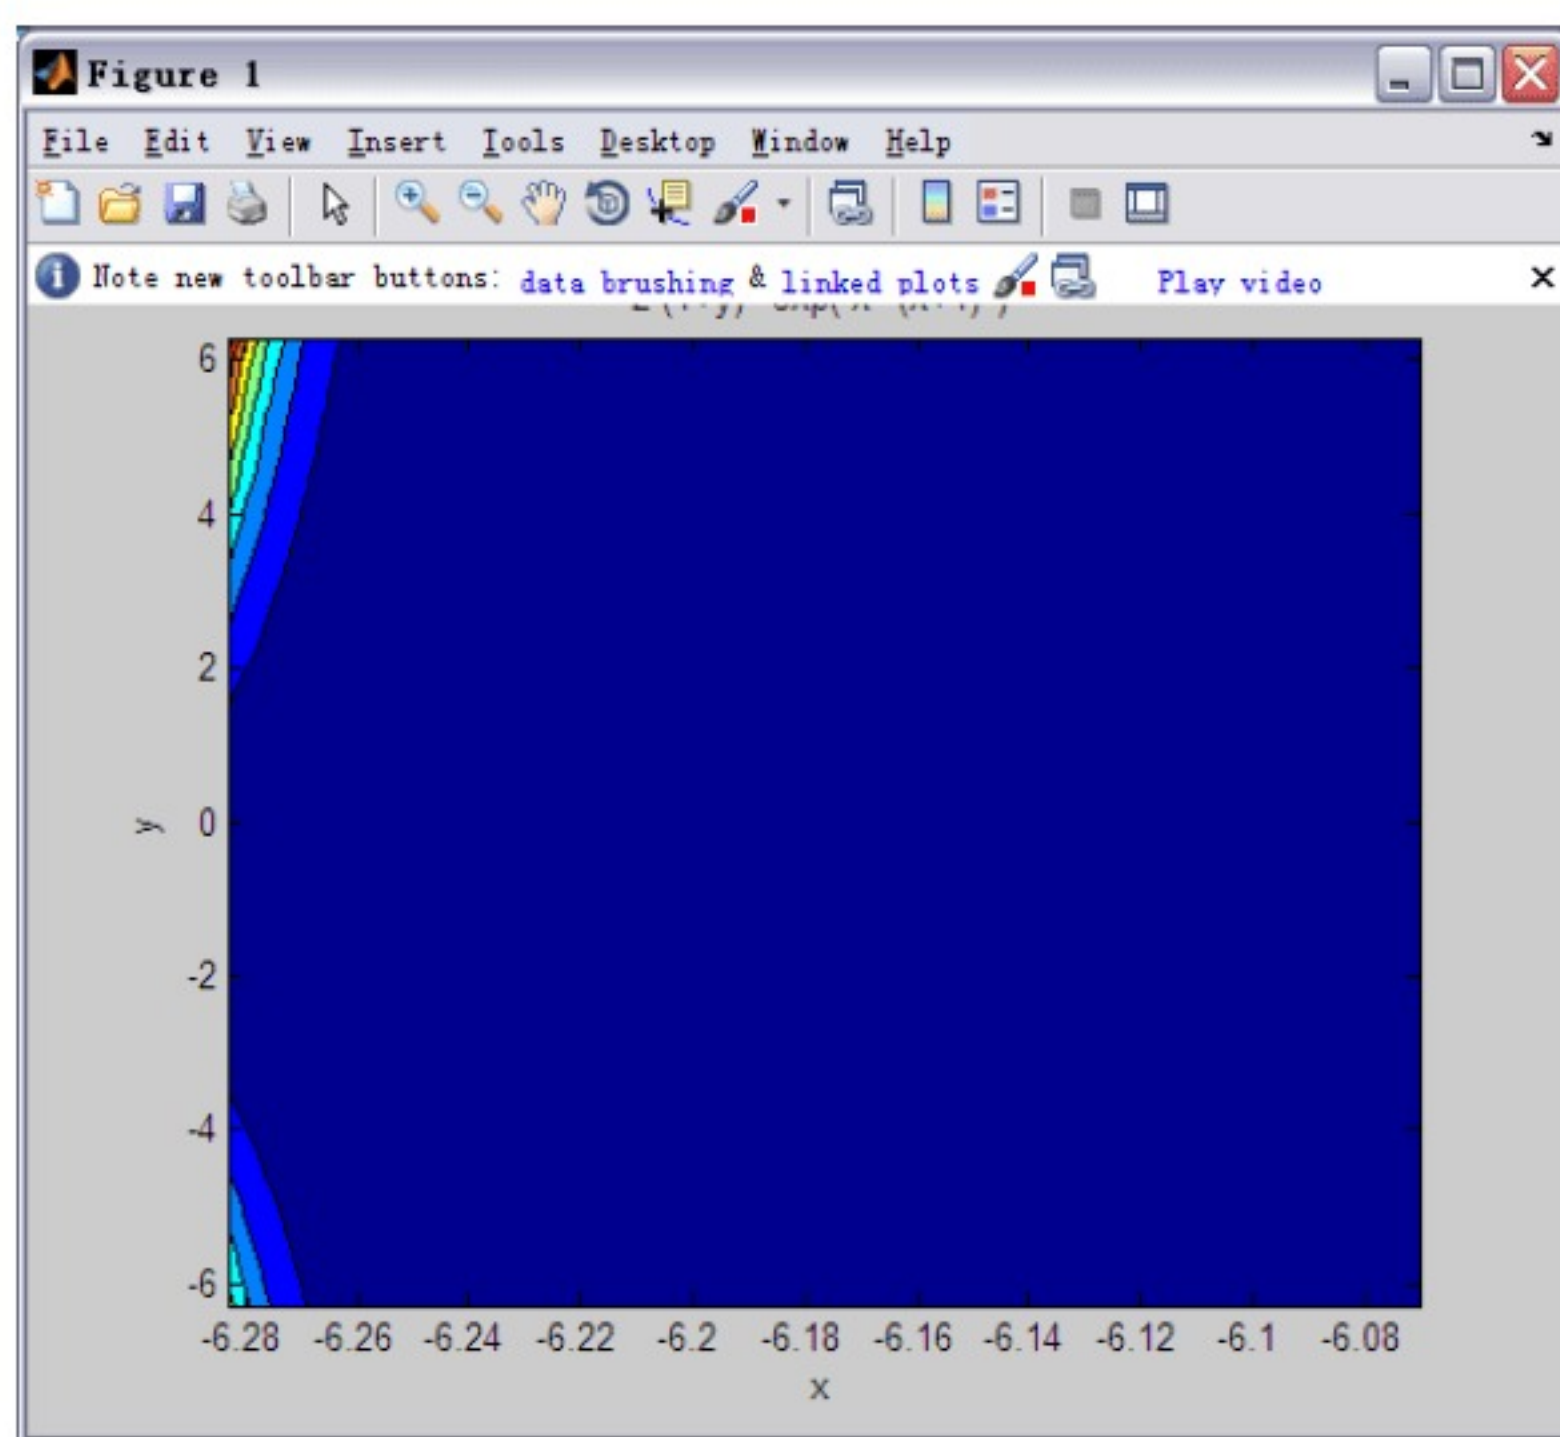 Figure 1
File Edit View Insert Tools Desktop Window Help
Note new toolbar buttons: data brushing & linked plots Play video
6
4
2
0
y
-2
-4
-6
-6.28 -6.26 -6.24 -6.22 -6.2 -6.18 -6.16 -6.14 -6.12 -6.1 -6.08
x